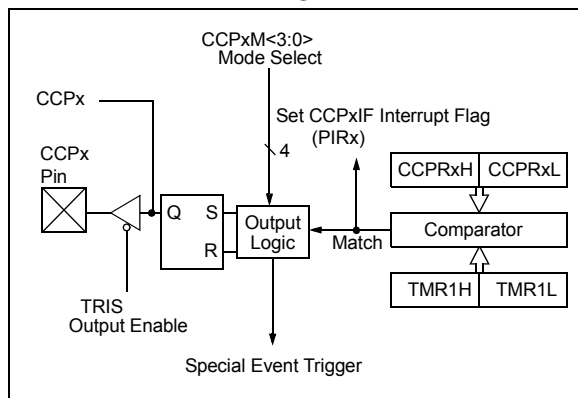 CCPxM<3:0>
Mode Select
CCPx
Set CCPxIF Interrupt Flag
(PIRx)
CCPx
Pin
4
CCPRxH CCPRxL
Q S
Output
Logic
R
Match
Comparator
TRIS
Output Enable
TMR1H TMR1L
Special Event Trigger